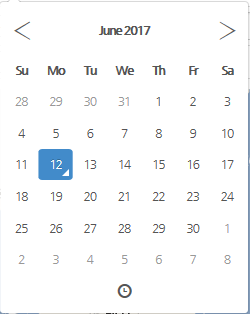 June 2017
Su Mo Tu We Th Fr Sa
28 29 30 31 1 2 3
4 5 6 7 8 9 10
11 12 13 14 15 16 17
18 19 20 21 22 23 24
25 26 27 28 29 30 1
2 3 4 5 6 7 8